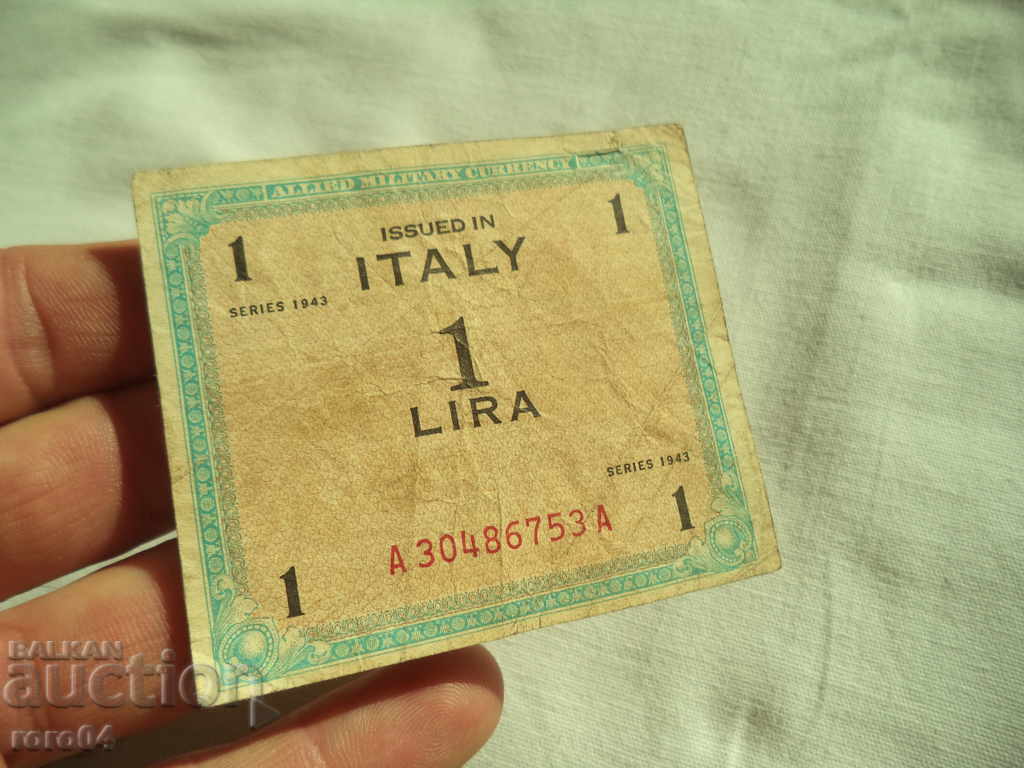 ALLIED MILITARY CURRENCY
ISSUED IN
ITALY
1
1
SERIES 1943
1
LIRA
SERIES 1943
1
A30486753A
1
BALKAN
auction
roro04